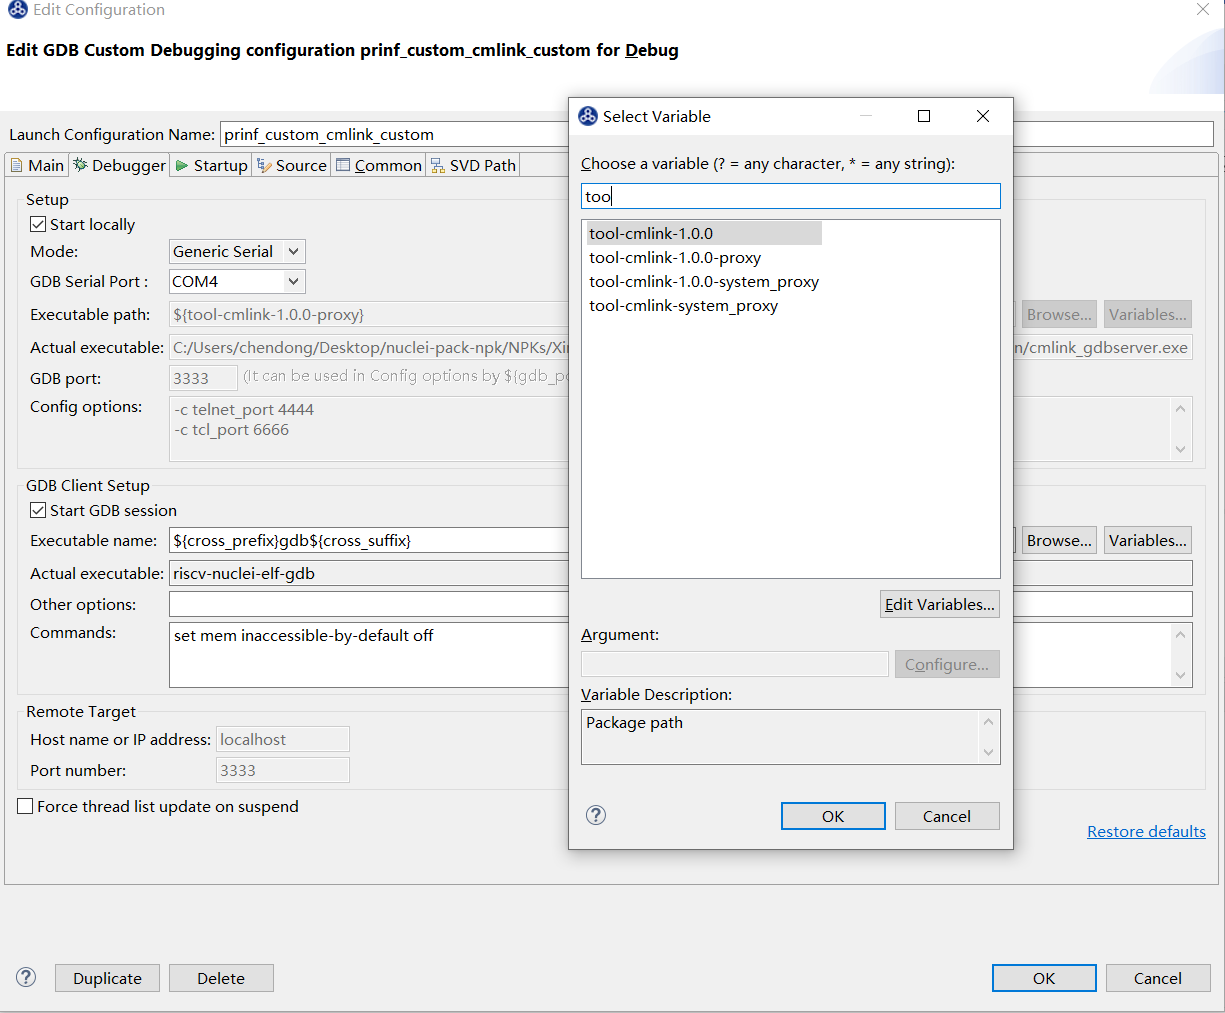 Edit Configuration
Edit GDB Custom Debugging configuration prinf_custom_cmlink_custom for Debug
Launch Configuration Name: prinf_custom_cmlink_custom
Main Debugger Startup Source Common SVD Path
Setup
Start locally
Mode: Generic Serial
GDB Serial Port : COM4
Executable path: ${tool-cmlink-1.0.0-proxy} Browse... Variables...
Actual executable: C:/Users/chendong/Desktop/nuclei-pack-npk/NPKs/Xin n/cmlink_gdbserver.exe
GDB port: 3333 (It can be used in Config options by ${gdb_po
Config options: -c telnet_port 4444
-c tcl_port 6666
GDB Client Setup
Start GDB session
Executable name: ${cross_prefix}gdb${cross_suffix} Browse... Variables...
Actual executable: riscv-nuclei-elf-gdb
Other options:
Commands: set mem inaccessible-by-default off
Remote Target
Host name or IP address: localhost
Port number: 3333
Force thread list update on suspend
Restore defaults
Duplicate Delete OK Cancel
Select Variable
Choose a variable (? = any character, * = any string):
too
tool-cmlink-1.0.0
tool-cmlink-1.0.0-proxy
tool-cmlink-1.0.0-system_proxy
tool-cmlink-system_proxy
Edit Variables...
Argument:
Configure...
Variable Description:
Package path
OK Cancel